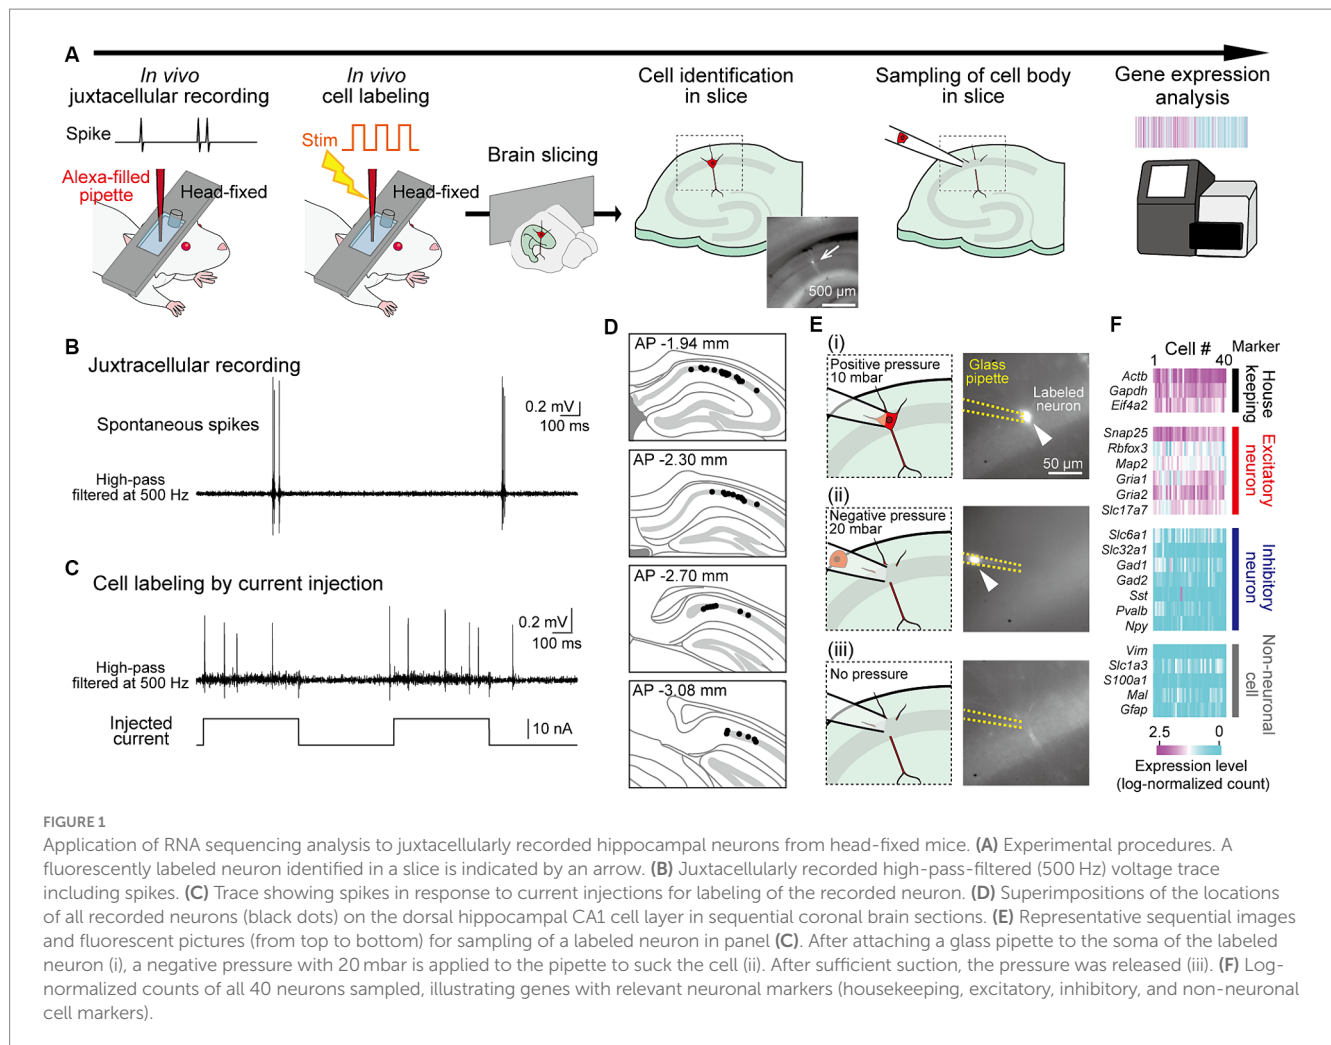 A
In vivo
juxtacellular recording
Spike
Alexa-filled
pipette
Head-fixed
In vivo
cell labeling
Stim
Head-fixed
Brain slicing
Cell identification
in slice
500 μm
Sampling of cell body
in slice
Gene expression
analysis
B
Juxtracellular recording
Spontaneous spikes
0.2 mV
100 ms
High-pass
filtered at 500 Hz
C
Cell labeling by current injection
0.2 mV
100 ms
High-pass
filtered at 500 Hz
Injected
current
10 nA
D
AP -1.94 mm
AP -2.30 mm
AP -2.70 mm
AP -3.08 mm
E
(i)
Positive pressure
10 mbar
Glass
pipette
Labeled
neuron
50 μm
(ii)
Negative pressure
20 mbar
(iii)
No pressure
F
Cell #
1
40
Marker
Actb
Gapdh
Eif4a2
House
keeping
Snap25
Rbfox3
Map2
Gria1
Gria2
Slc17a7
Excitatory
neuron
Slc6a1
Slc32a1
Gad1
Gad2
Sst
Pvalb
Npy
Inhibitory
neuron
Vim
Slc1a3
S100a1
Mal
Gfap
Non-neuronal
cell
2.5
0
Expression level
(log-normalized count)
FIGURE 1
Application of RNA sequencing analysis to juxtacellularly recorded hippocampal neurons from head-fixed mice. (A) Experimental procedures. A
fluorescently labeled neuron identified in a slice is indicated by an arrow. (B) Juxtacellularly recorded high-pass-filtered (500 Hz) voltage trace
including spikes. (C) Trace showing spikes in response to current injections for labeling of the recorded neuron. (D) Superimpositions of the locations
of all recorded neurons (black dots) on the dorsal hippocampal CA1 cell layer in sequential coronal brain sections. (E) Representative sequential images
and fluorescent pictures (from top to bottom) for sampling of a labeled neuron in panel (C). After attaching a glass pipette to the soma of the labeled
neuron (i), a negative pressure with 20 mbar is applied to the pipette to suck the cell (ii). After sufficient suction, the pressure was released (iii). (F) Log-
normalized counts of all 40 neurons sampled, illustrating genes with relevant neuronal markers (housekeeping, excitatory, inhibitory, and non-neuronal
cell markers).